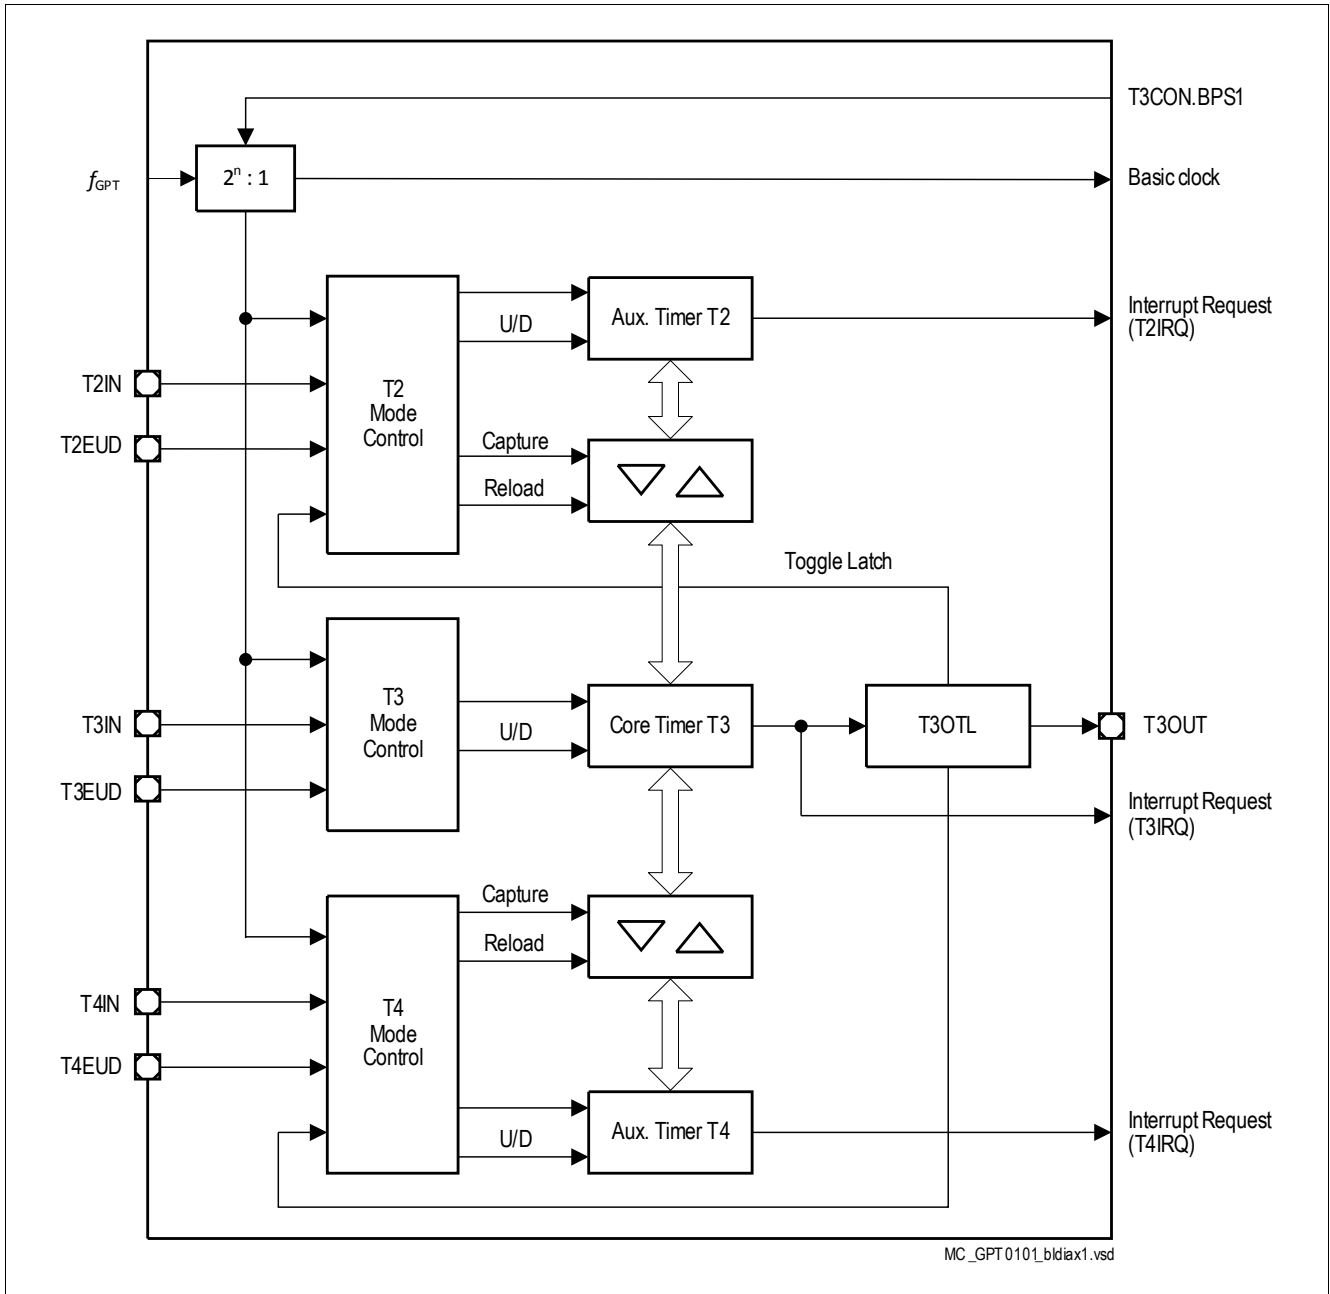 T3CON.BPS1
fGPT
2ⁿ : 1
Basic clock
Aux. Timer T2
U/D
Interrupt Request
(T2IRQ)
T2IN
T2EUD
T2
Mode
Control
Capture
Reload
Toggle Latch
T3
Mode
Control
U/D
Core Timer T3
T3OTL
T3OUT
T3IN
T3EUD
Interrupt Request
(T3IRQ)
Capture
Reload
T4IN
T4EUD
T4
Mode
Control
U/D
Aux. Timer T4
Interrupt Request
(T4IRQ)
MC_GPT0101_bldiax1.vsd